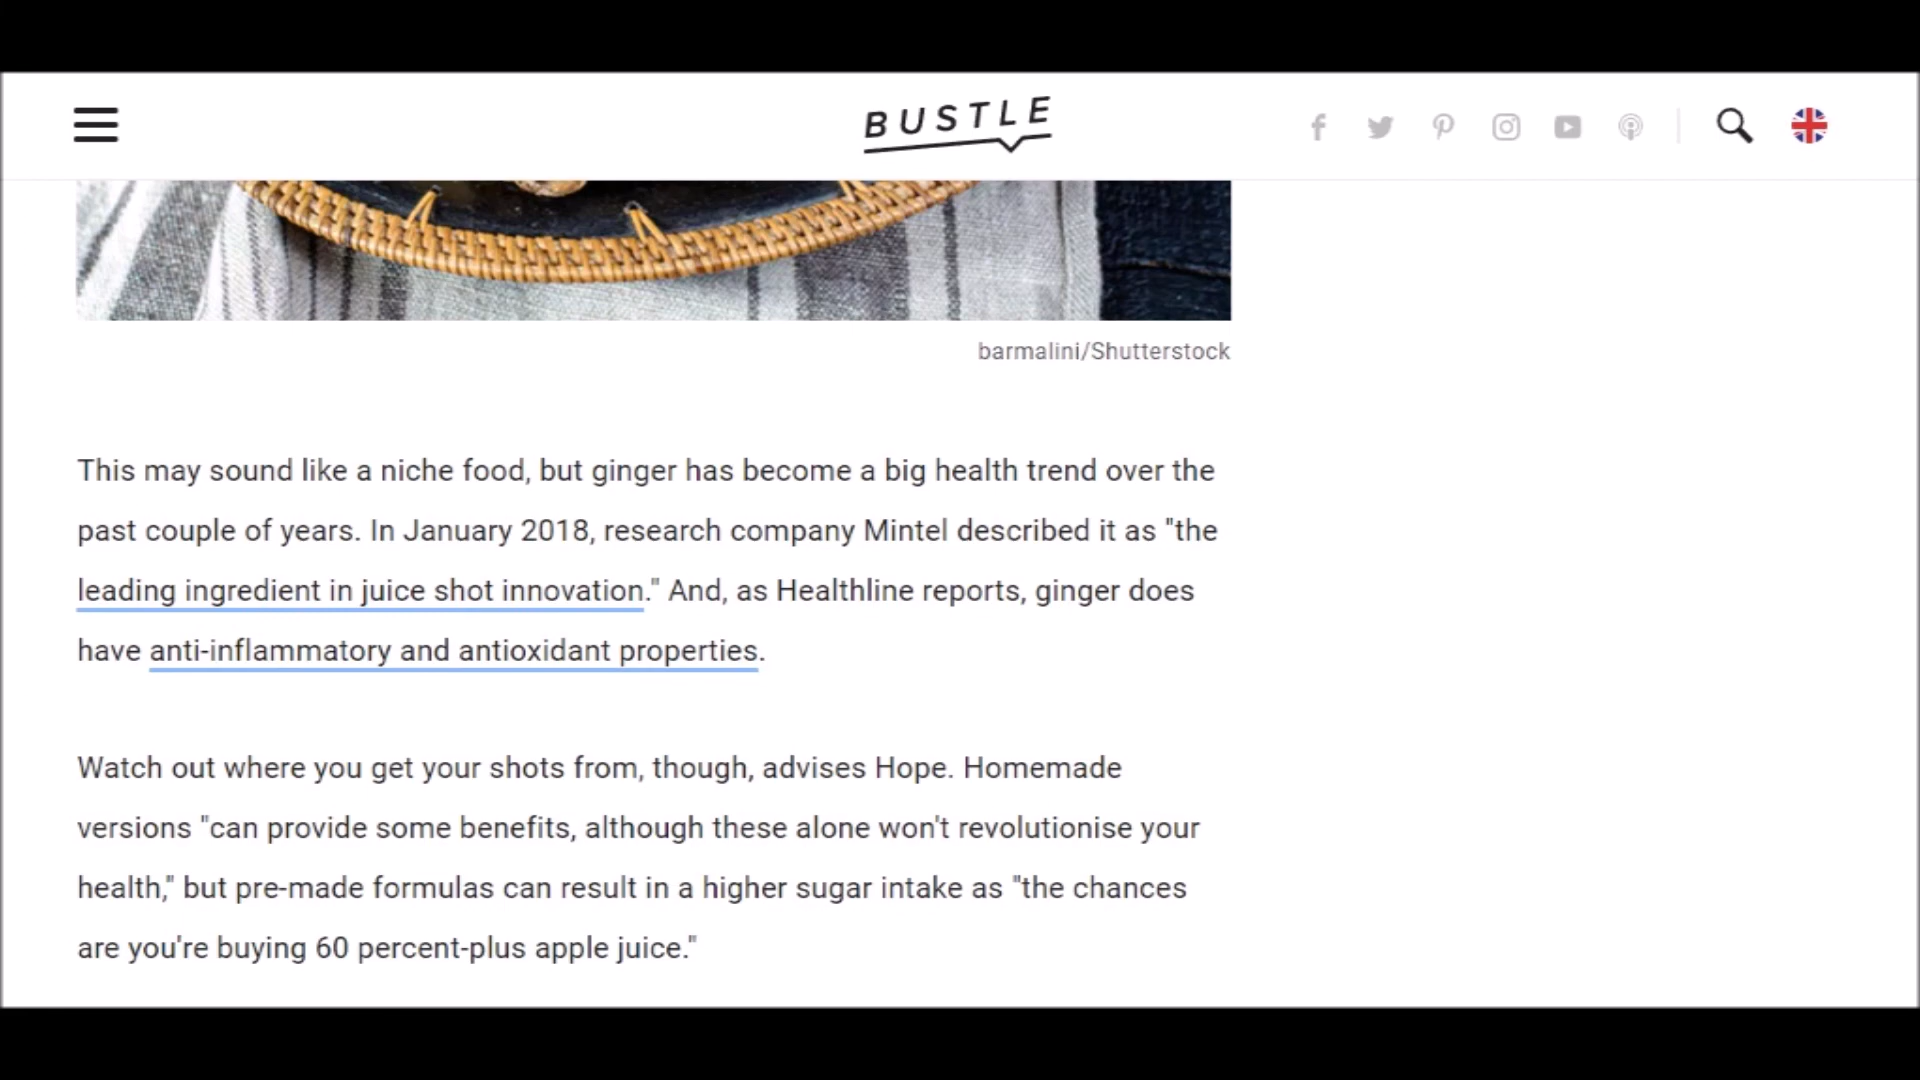 BUSTLE
barmalini/Shutterstock
This may sound like a niche food, but ginger has become a big health trend over the
past couple of years. In January 2018, research company Mintel described it as "the
leading ingredient in juice shot innovation." And, as Healthline reports, ginger does
have anti-inflammatory and antioxidant properties.
Watch out where you get your shots from, though, advises Hope. Homemade
versions "can provide some benefits, although these alone won't revolutionise your
health," but pre-made formulas can result in a higher sugar intake as "the chances
are you're buying 60 percent-plus apple juice."